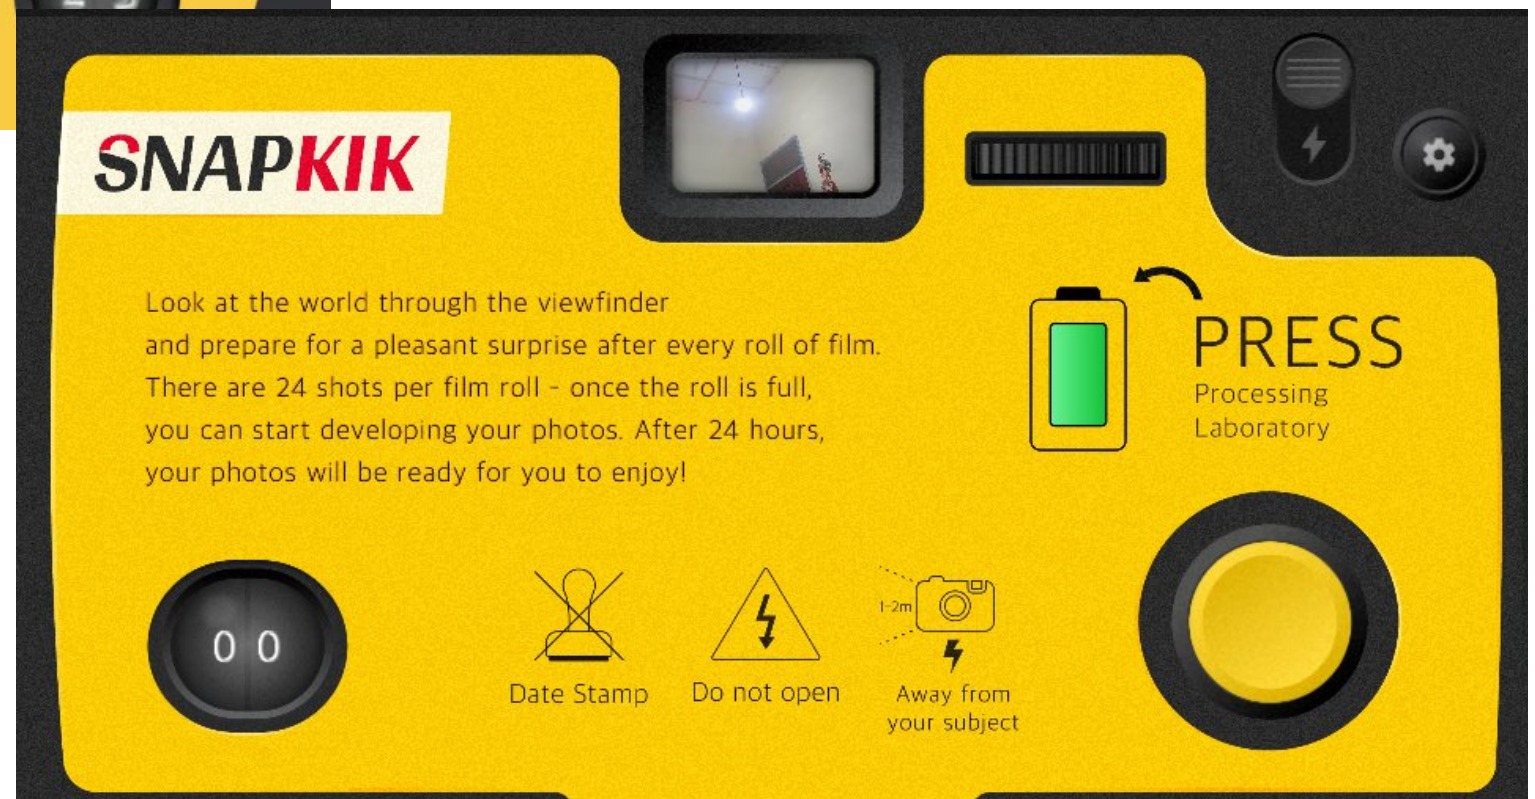 SNAPKIK
Look at the world through the viewfinder
and prepare for a pleasant surprise after every roll of film.
There are 24 shots per film roll - once the roll is full,
you can start developing your photos. After 24 hours,
your photos will be ready for you to enjoy!
PRESS
Processing
Laboratory
0 0
Date Stamp
Do not open
1-2m
Away from
your subject